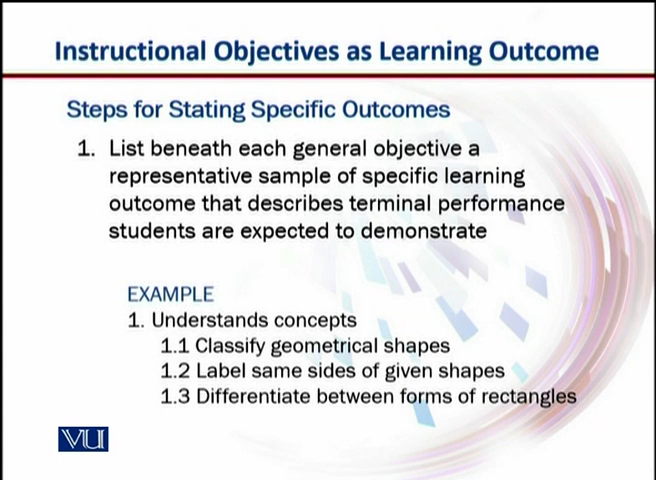 Instructional Objectives as Learning Outcome
Steps for Stating Specific Outcomes
1. List beneath each general objective a
representative sample of specific learning
outcome that describes terminal performance
students are expected to demonstrate
EXAMPLE
1. Understands concepts
1.1 Classify geometrical shapes
1.2 Label same sides of given shapes
1.3 Differentiate between forms of rectangles
VU